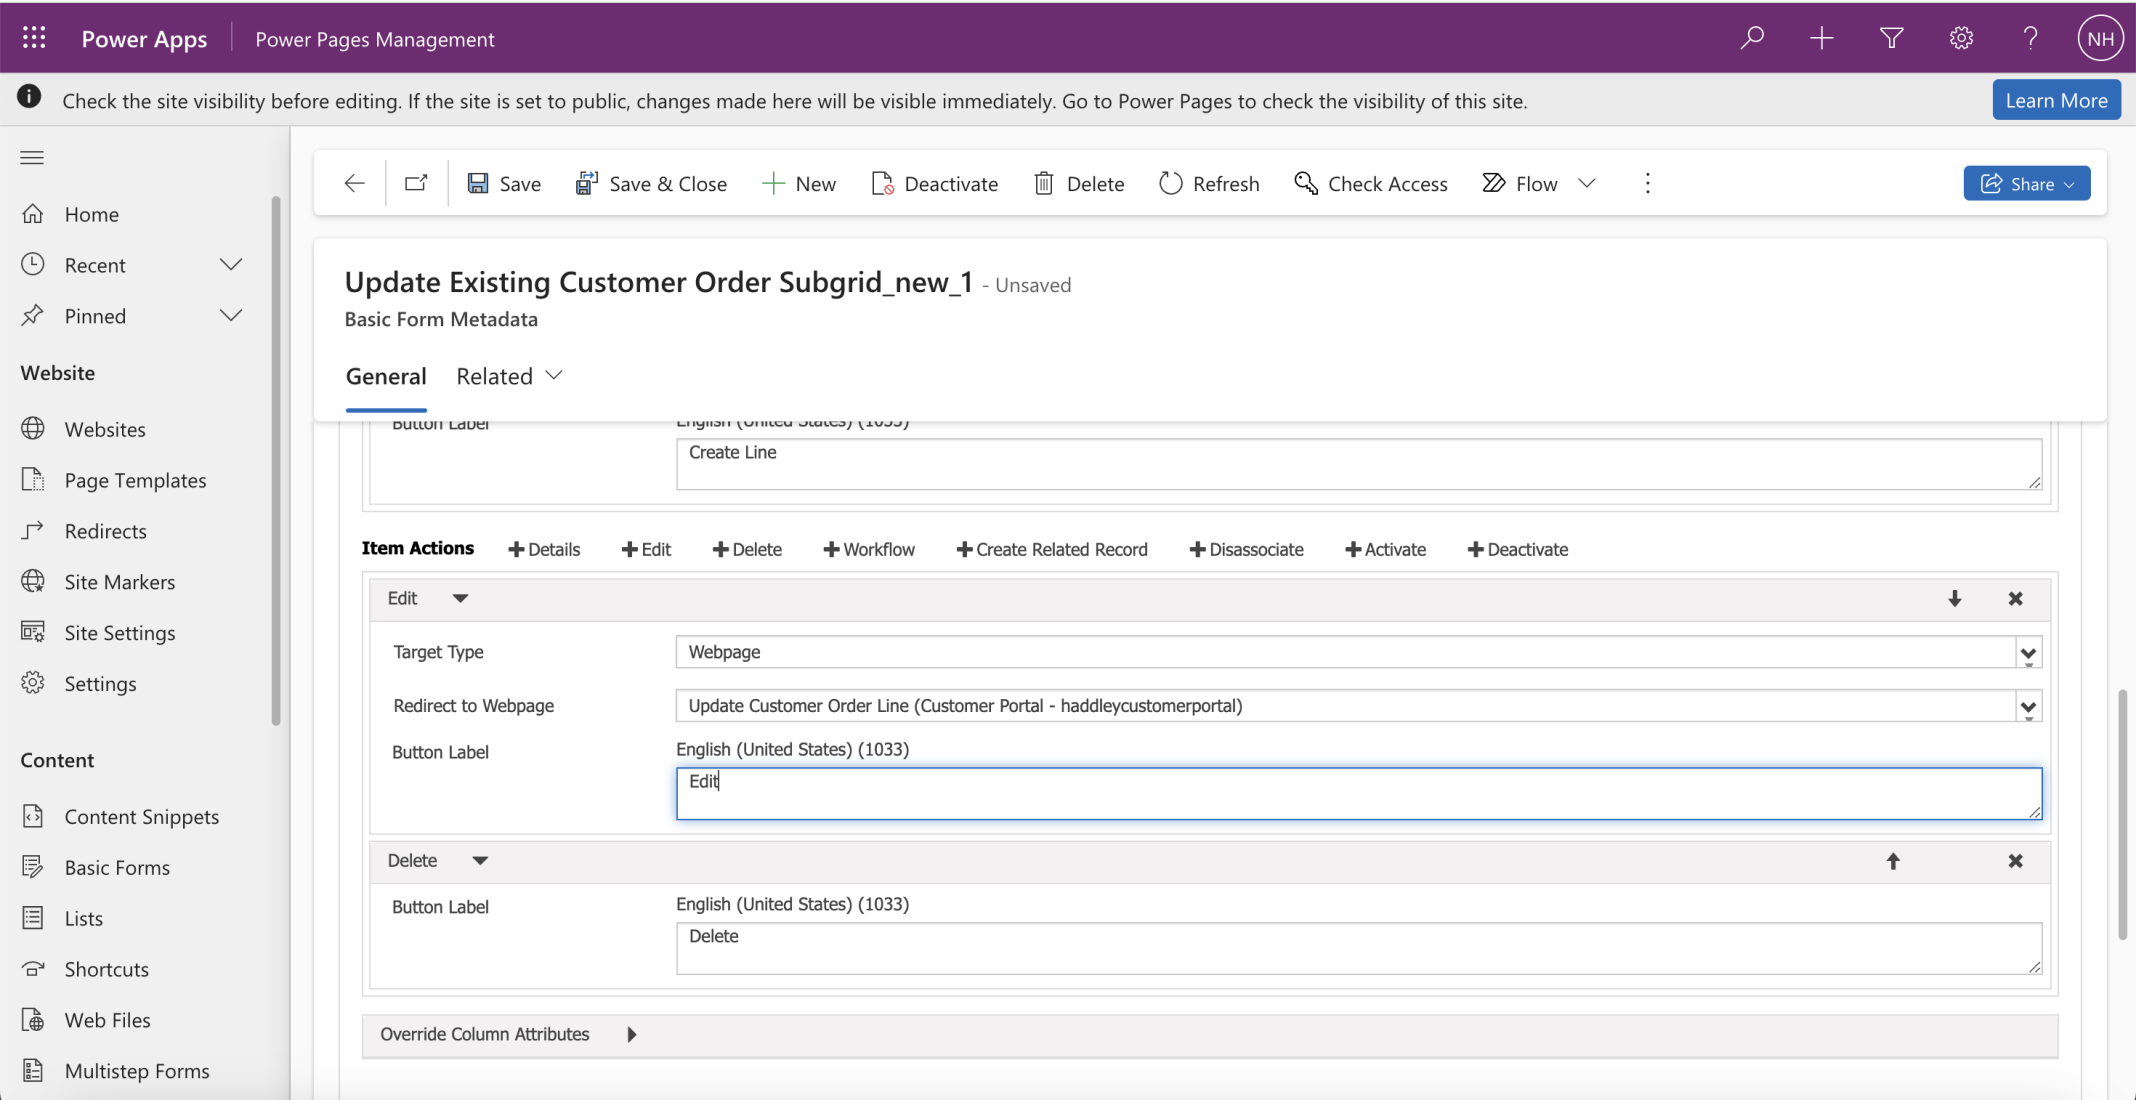 Power Apps
Power Pages Management
NH
Check the site visibility before editing. If the site is set to public, changes made here will be visible immediately. Go to Power Pages to check the visibility of this site.
Learn More
Home
Recent
Pinned
Website
Websites
Page Templates
Redirects
Site Markers
Site Settings
Settings
Content
Content Snippets
Basic Forms
Lists
Shortcuts
Web Files
Multistep Forms
Save
Save & Close
New
Deactivate
Delete
Refresh
Check Access
Flow
Share
Update Existing Customer Order Subgrid_new_1 - Unsaved
Basic Form Metadata
General
Related
Button Label
English (United States) (1033)
Create Line
Item Actions
Details
Edit
Delete
Workflow
Create Related Record
Disassociate
Activate
Deactivate
Edit
Target Type
Webpage
Redirect to Webpage
Update Customer Order Line (Customer Portal - haddleycustomerportal)
Button Label
English (United States) (1033)
Edit
Delete
Button Label
English (United States) (1033)
Delete
Override Column Attributes